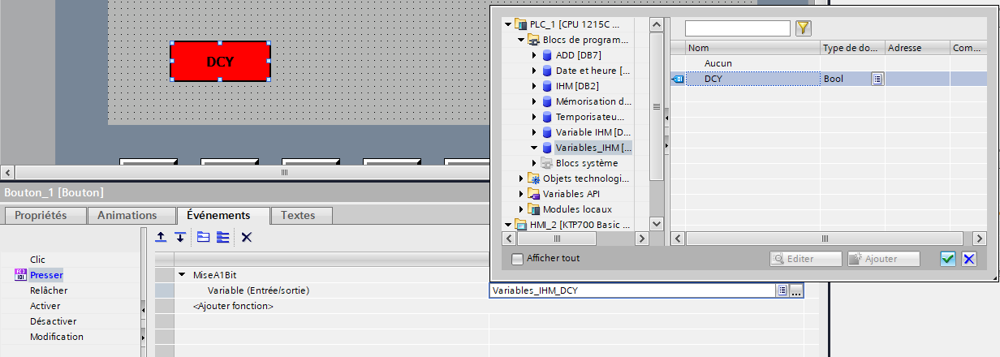 DCY
PLC_1 [CPU 1215C ...
Blocs de program...
ADD [DB7]
Date et heure [...
IHM [DB2]
Mémorisation d...
Temporisateu...
Variable IHM [D...
Variables_IHM [...
Blocs système
Objets technologi...
Variables API
Modules locaux
HMI_2 [KTP700 Basic ...
Nom Type de do... Adresse Com...
Aucun
DCY Bool
Afficher tout
Editer Ajouter
Bouton_1 [Bouton]
Propriétés Animations Événements Textes
Clic
Presser
Relâcher
Activer
Désactiver
Modification
MiseA1Bit
Variable (Entrée/sortie) Variables_IHM_DCY ...
<Ajouter fonction>